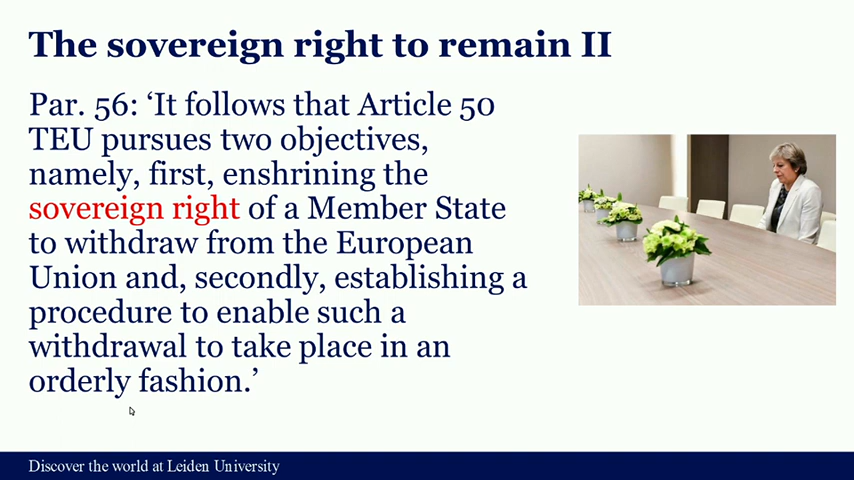 The sovereign right to remain II
Par. 56: ‘It follows that Article 50
TEU pursues two objectives,
namely, first, enshrining the
sovereign right of a Member State
to withdraw from the European
Union and, secondly, establishing a
procedure to enable such a
withdrawal to take place in an
orderly fashion.’
Discover the world at Leiden University